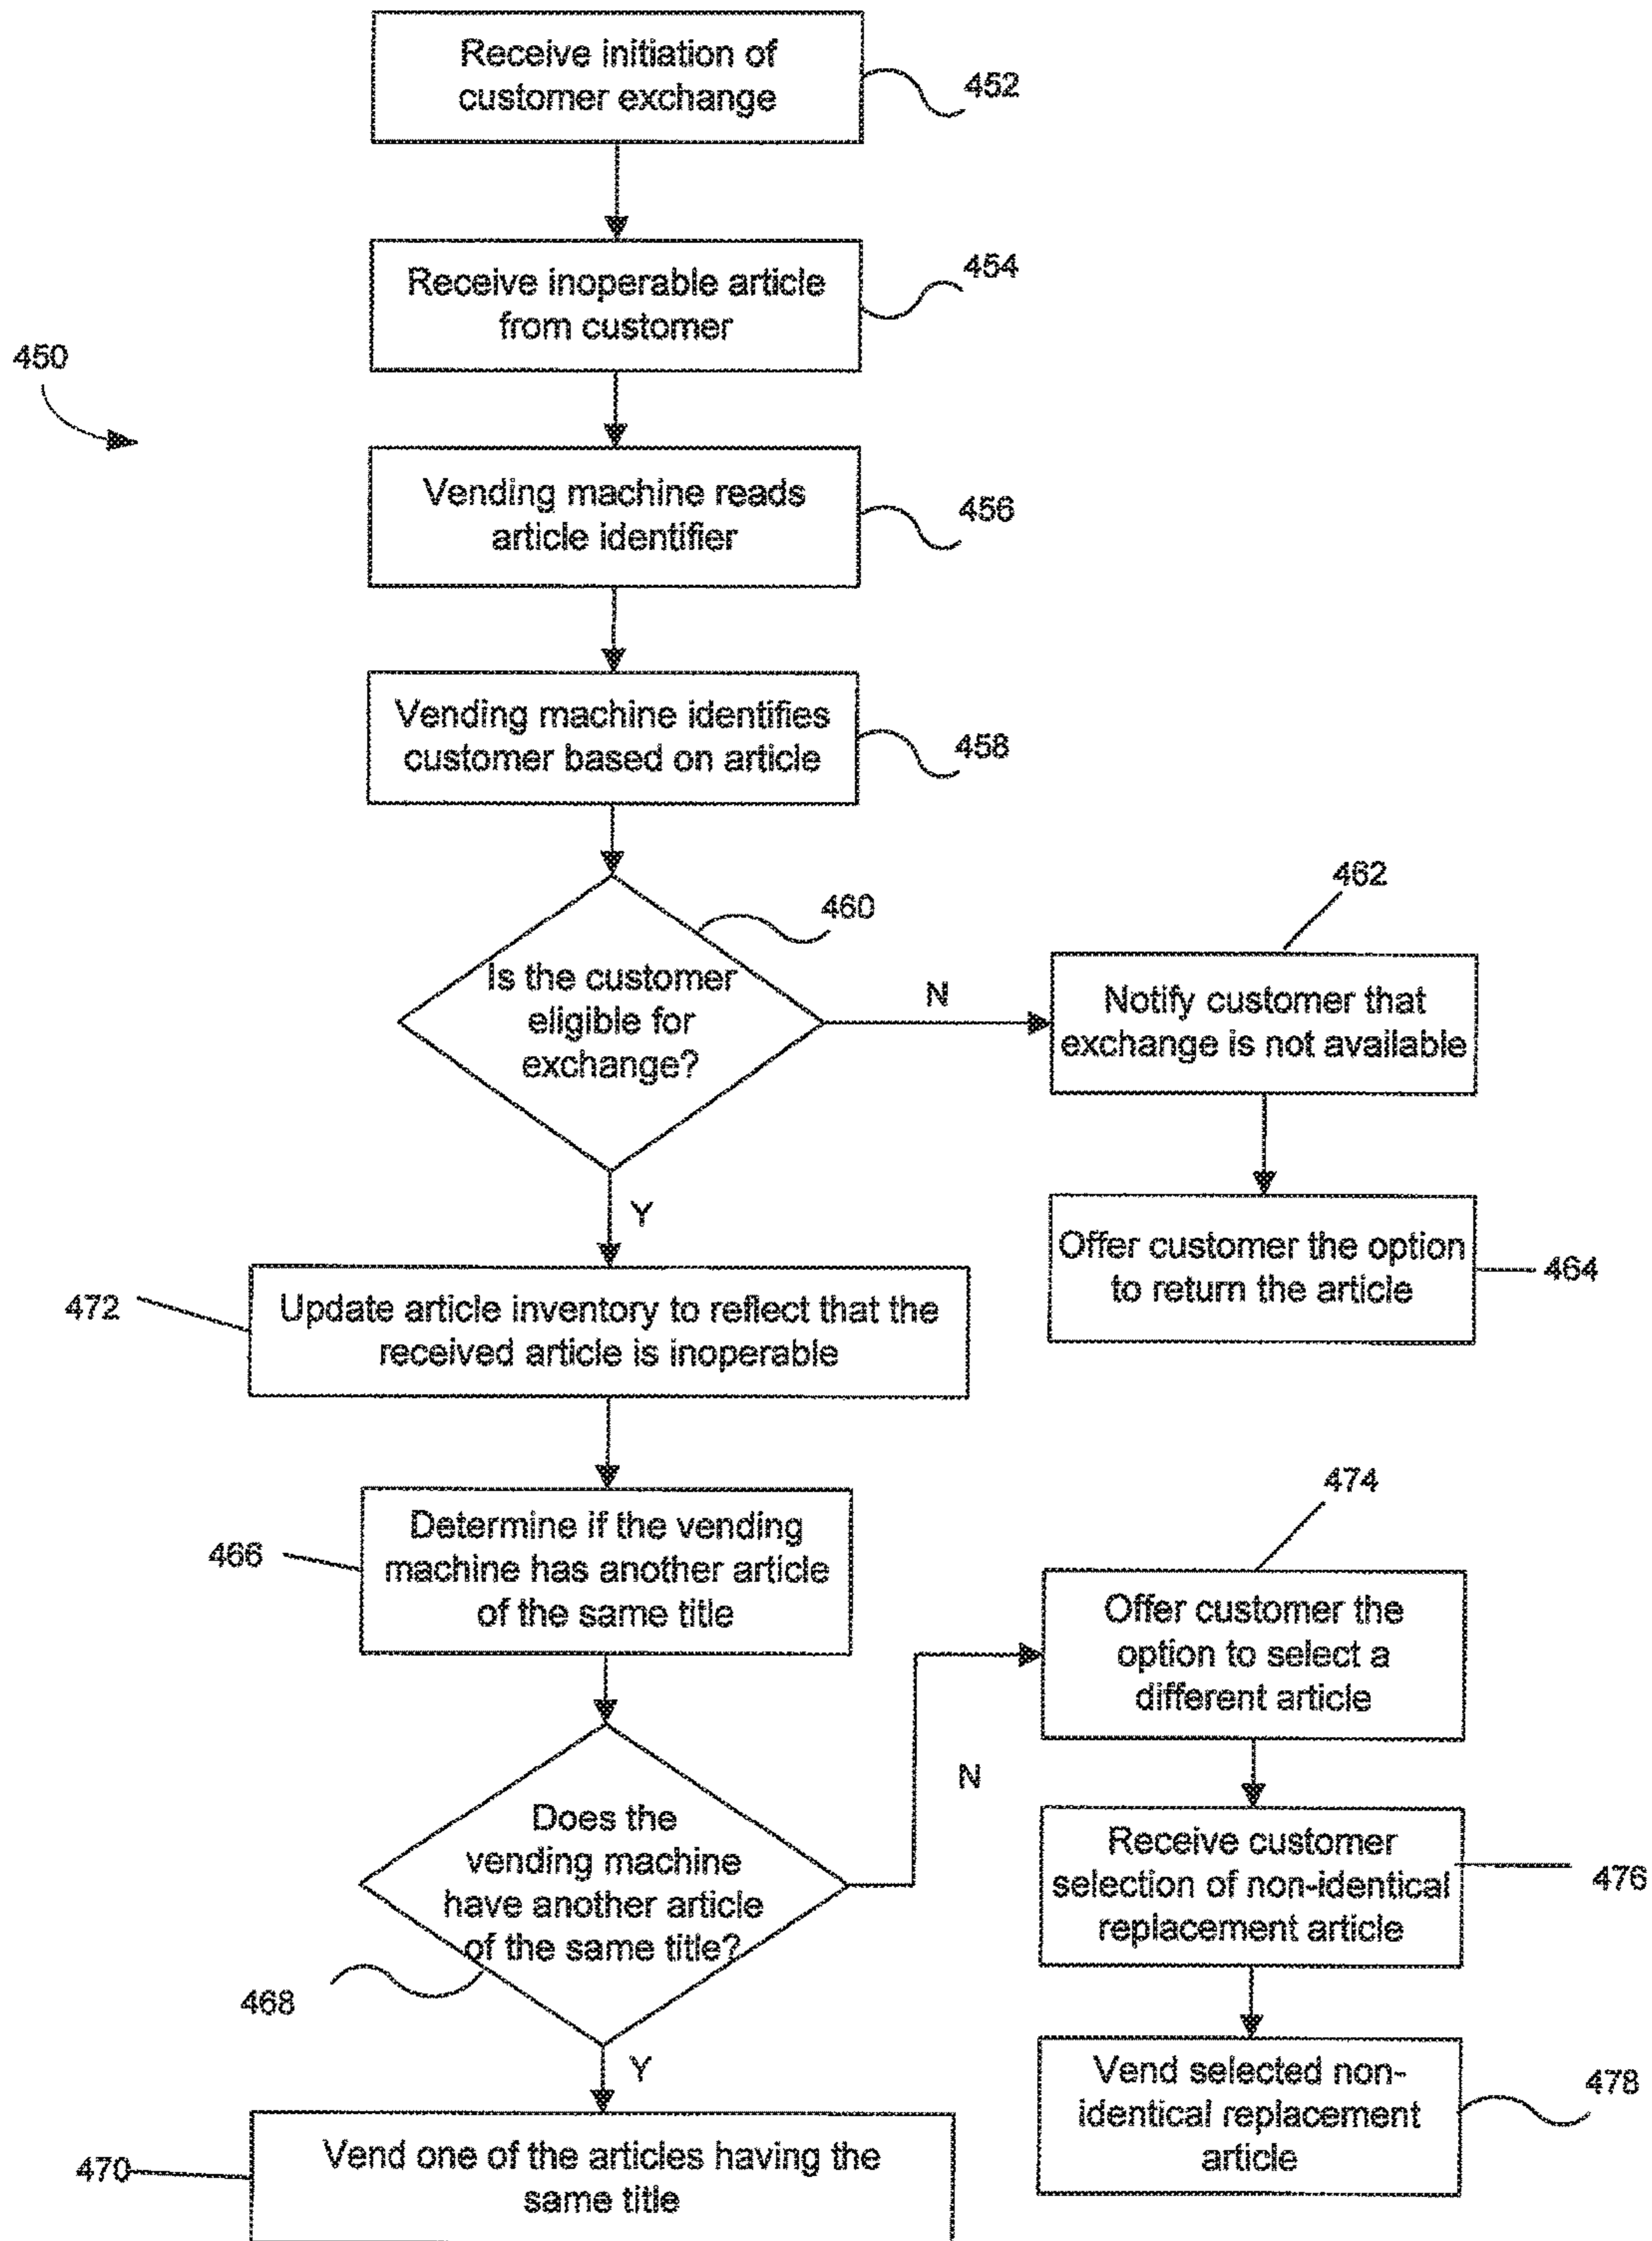 Receive initiation of
customer exchange
452
Receive inoperable article
from customer
454
450
Vending machine reads
article identifier
456
Vending machine identifies
customer based on article
458
460
Is the customer
eligible for
exchange?
N
462
Notify customer that
exchange is not available
Y
Offer customer the option
to return the article
464
472
Update article inventory to reflect that the
received article is inoperable
466
Determine if the vending
machine has another article
of the same title
474
Offer customer the
option to select a
different article
N
Does the
vending machine
have another article
of the same title?
468
Receive customer
selection of non-identical
replacement article
476
Y
Vend selected non-
identical replacement
article
478
470
Vend one of the articles having the
same title